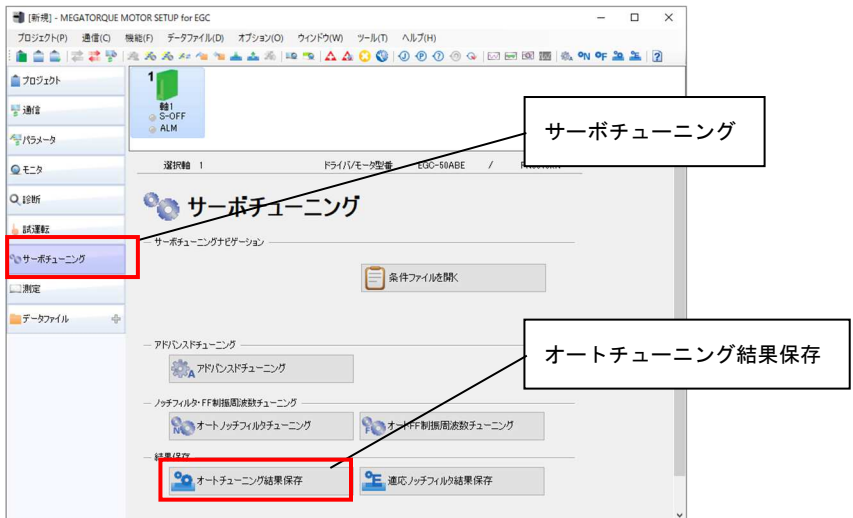 [新規] - MEGATORQUE MOTOR SETUP for EGC
プロジェクト(P) 通信(C) 機能(F) データファイル(D) オプション(O) ウィンドウ(W) ツール(T) ヘルプ(H)
プロジェクト
通信
パラメータ
モニタ
診断
試運転
サーボチューニング
測定
データファイル
1
軸1
S-OFF
ALM
選択軸 1 ドライバ/モータ型番 EGC-50ABE /
サーボチューニング
サーボチューニングナビゲーション
条件ファイルを開く
アドバンスドチューニング
アドバンスドチューニング
ノッチフィルタ・FF制振周波数チューニング
オートノッチフィルタチューニング
オートFF制振周波数チューニング
結果保存
オートチューニング結果保存
適応ノッチフィルタ結果保存
サーボチューニング
オートチューニング結果保存